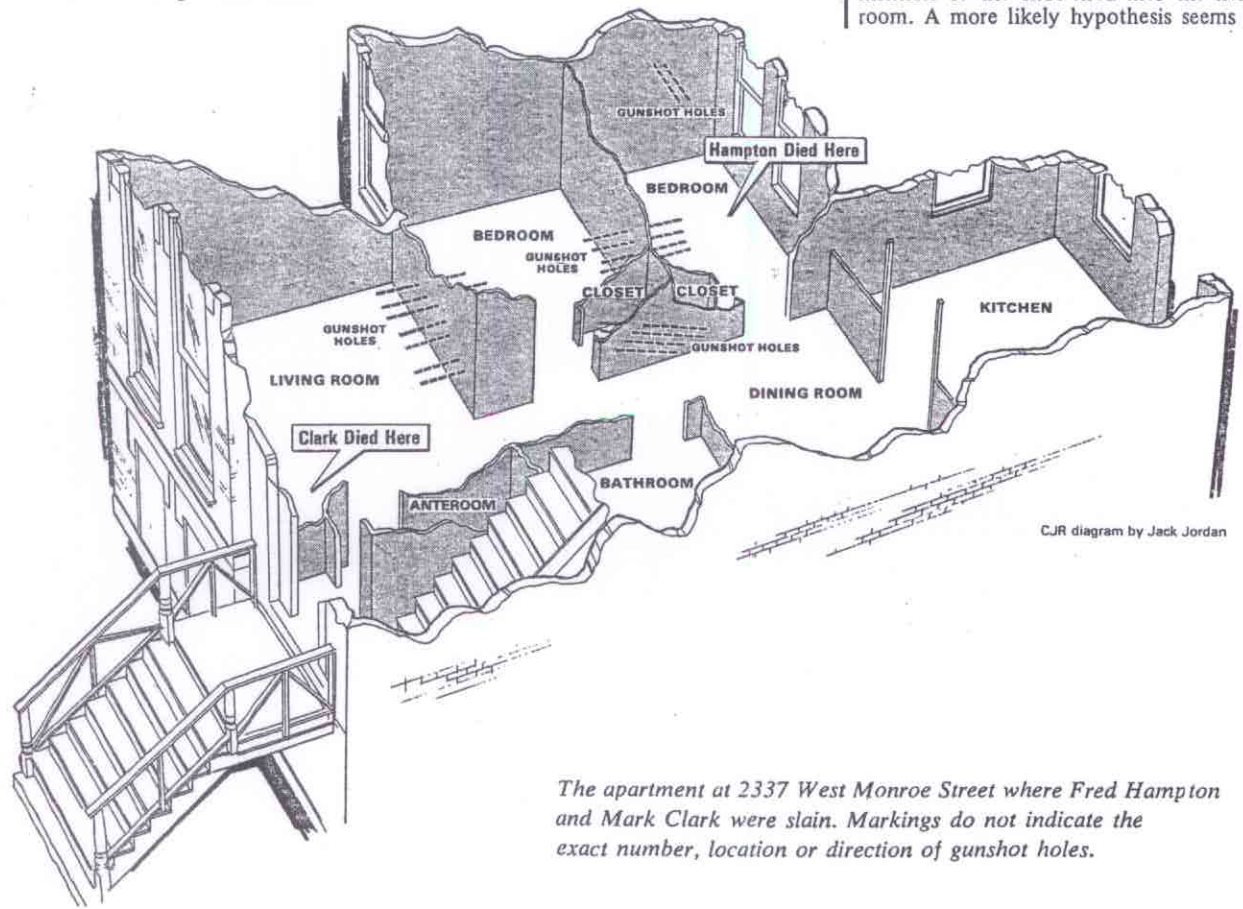 room. A more likely hypothesis seems
GUNSHOT HOLES
Hampton Died Here
BEDROOM
BEDROOM
GUNSHOT
HOLES
CLOSET
CLOSET
KITCHEN
GUNSHOT
HOLES
GUNSHOT HOLES
LIVING ROOM
DINING ROOM
Clark Died Here
BATHROOM
ANTEROOM
CJR diagram by Jack Jordan
The apartment at 2337 West Monroe Street where Fred Hampton
and Mark Clark were slain. Markings do not indicate the
exact number, location or direction of gunshot holes.